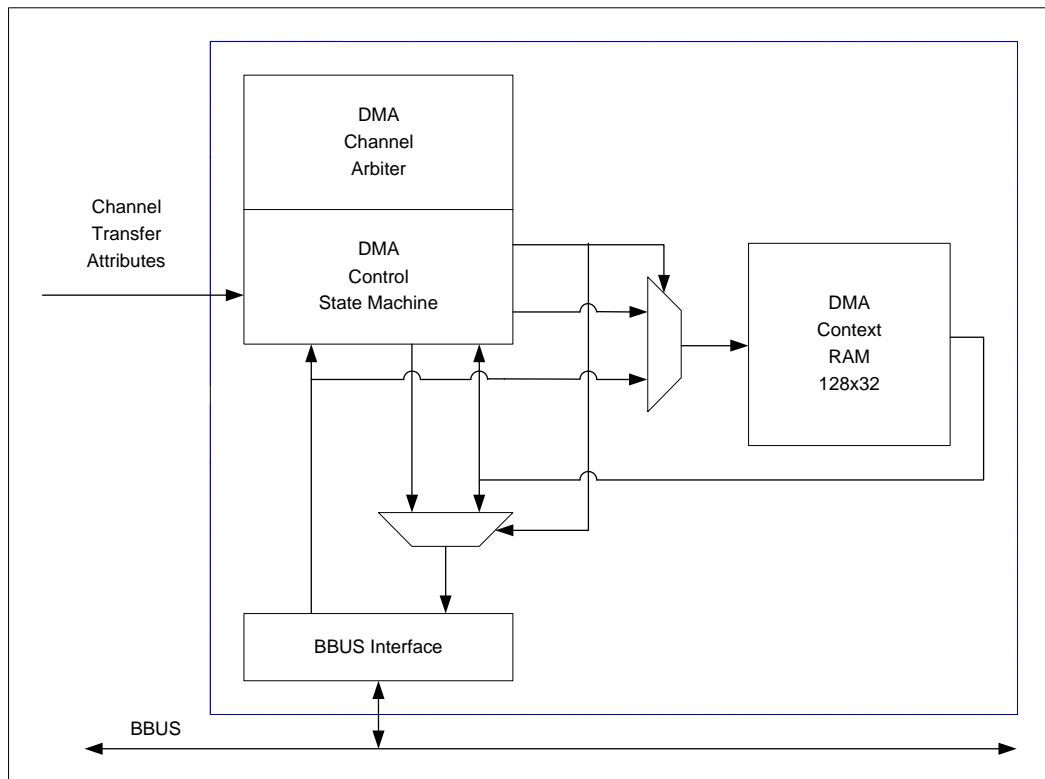 DMA
Channel
Arbiter
Channel
Transfer
Attributes
DMA
Control
State Machine
DMA
Context
RAM
128x32
BBUS Interface
BBUS